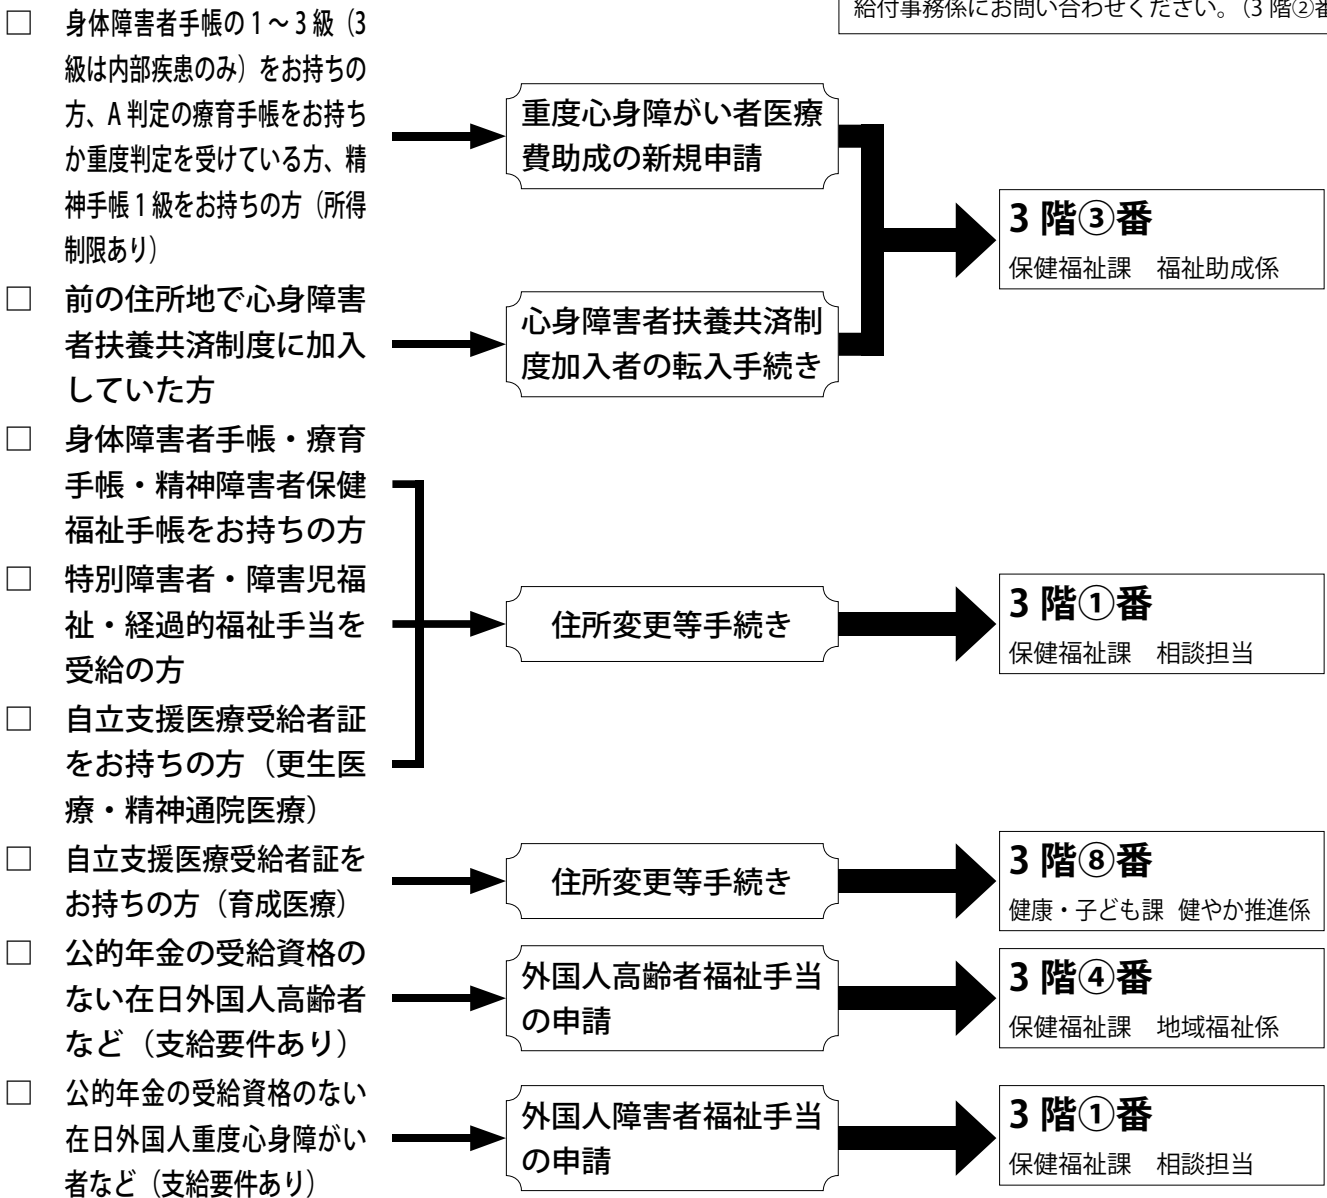 給付事務係にお問い合わせください。（3 階②
□ 身体障害者手帳の 1 ～ 3 級（3
級は内部疾患のみ）をお持ちの
方、A 判定の療育手帳をお持ち
か重度判定を受けている方、精
神手帳 1 級をお持ちの方（所得
制限あり）
重度心身障がい者医療
費助成の新規申請
3 階③番
保健福祉課　福祉助成係
□ 前の住所地で心身障害
者扶養共済制度に加入
していた方
心身障害者扶養共済制
度加入者の転入手続き
□ 身体障害者手帳・療育
手帳・精神障害者保健
福祉手帳をお持ちの方
□ 特別障害者・障害児福
祉・経過的福祉手当を
受給の方
□ 自立支援医療受給者証
をお持ちの方（更生医
療・精神通院医療）
住所変更等手続き
3 階①番
保健福祉課　相談担当
□ 自立支援医療受給者証を
お持ちの方（育成医療）
住所変更等手続き
3 階⑧番
健康・子ども課 健やか推進係
□ 公的年金の受給資格の
ない在日外国人高齢者
など（支給要件あり）
外国人高齢者福祉手当
の申請
3 階④番
保健福祉課　地域福祉係
□ 公的年金の受給資格のない
在日外国人重度心身障がい
者など（支給要件あり）
外国人障害者福祉手当
の申請
3 階①番
保健福祉課　相談担当